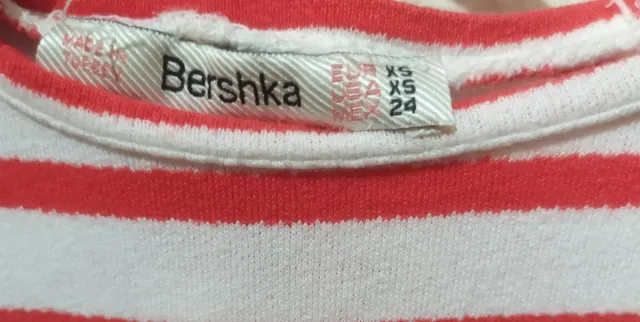 MADE IN
TURKEY
Bershka
EUR XS
USA XS
MEX 24